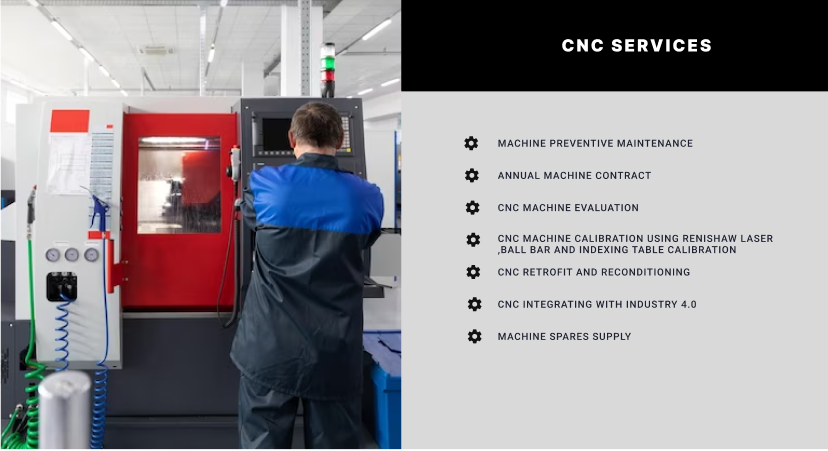 CNC SERVICES
MACHINE PREVENTIVE MAINTENANCE
ANNUAL MACHINE CONTRACT
CNC MACHINE EVALUATION
CNC MACHINE CALIBRATION USING RENISHAW LASER
,BALL BAR AND INDEXING TABLE CALIBRATION
CNC RETROFIT AND RECONDITIONING
CNC INTEGRATING WITH INDUSTRY 4.0
MACHINE SPARES SUPPLY